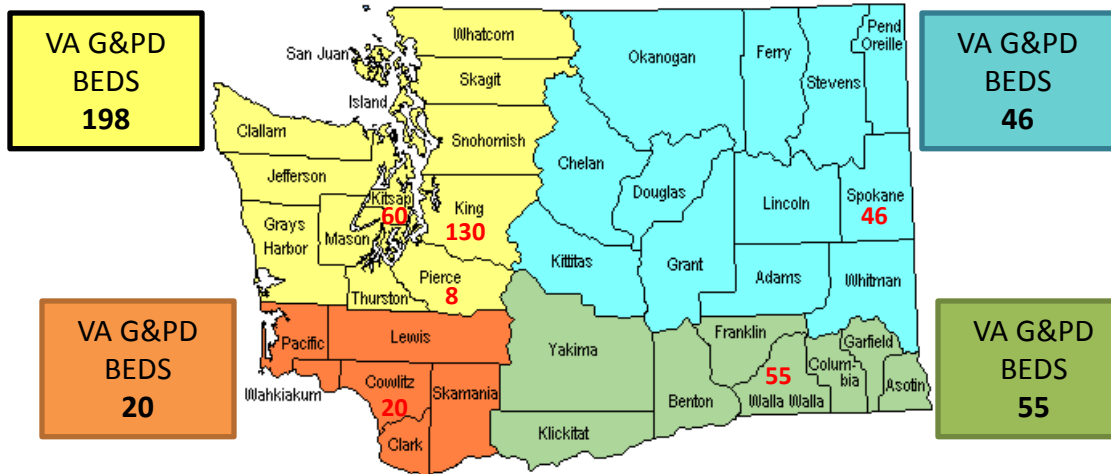 VA G&PD
BEDS
198
VA G&PD
BEDS
46
VA G&PD
BEDS
20
VA G&PD
BEDS
55
San Juan
Whatcom
Island
Skagit
Clallam
Snohomish
Jefferson
Kitsap
60
King
130
Grays
Harbor
Mason
Pierce
8
Thurston
Okanogan
Ferry
Stevens
Pend
Oreille
Chelan
Douglas
Lincoln
Spokane
46
Kittitas
Grant
Adams
Whitman
Pacific
Lewis
Wahkiakum
Cowlitz
20
Skamania
Clark
Yakima
Klickitat
Benton
Franklin
55
Walla Walla
Colum-
bia
Garfield
Asotin